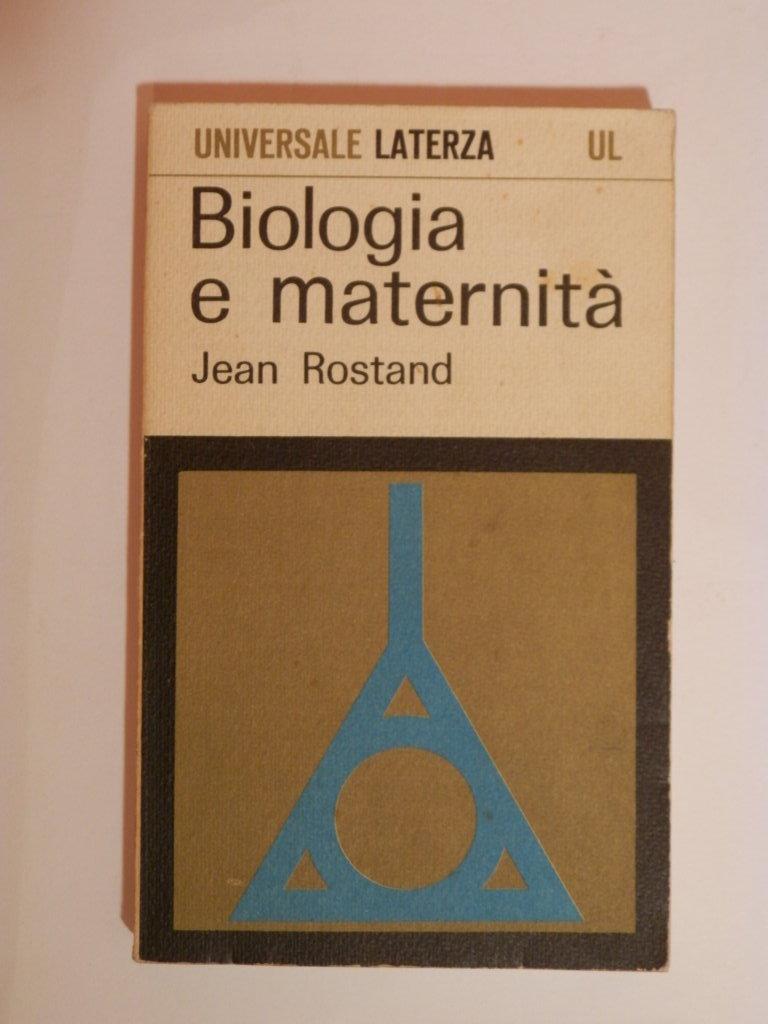 UNIVERSALE LATERZA UL
Biologia
e maternità
Jean Rostand